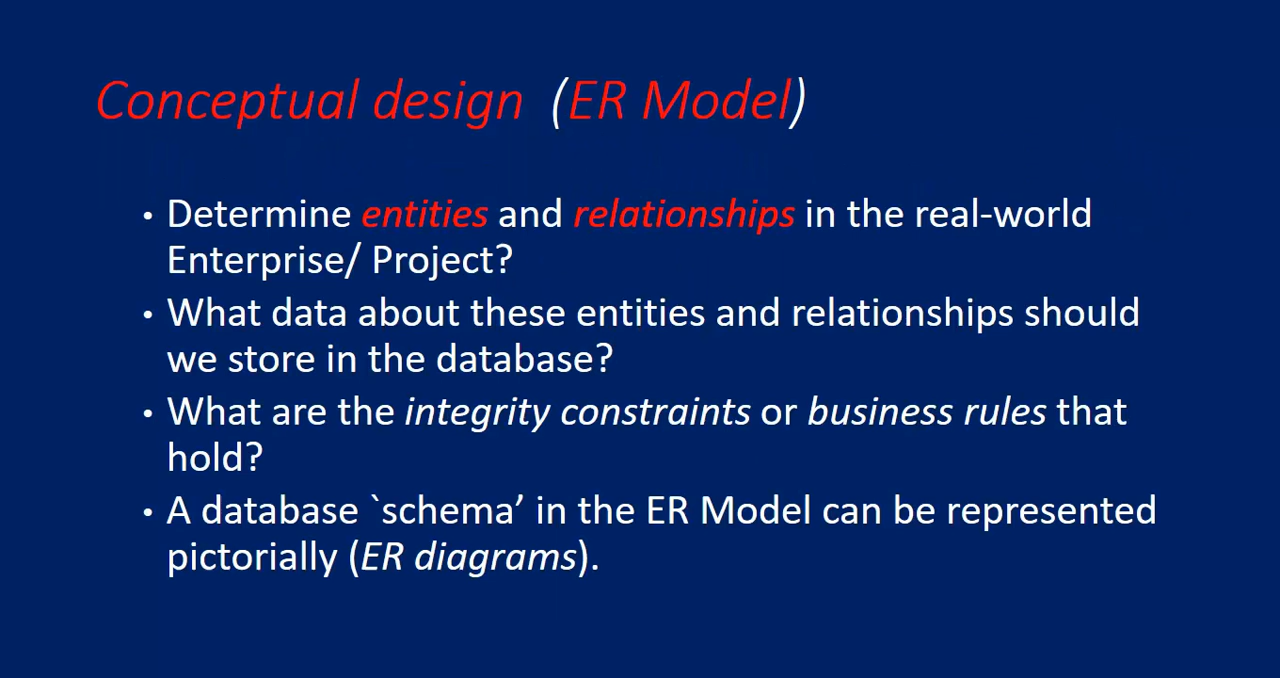 Conceptual design (ER Model)
• Determine entities and relationships in the real-world
Enterprise/ Project?
• What data about these entities and relationships should
we store in the database?
• What are the integrity constraints or business rules that
hold?
• A database `schema’ in the ER Model can be represented
pictorially (ER diagrams).